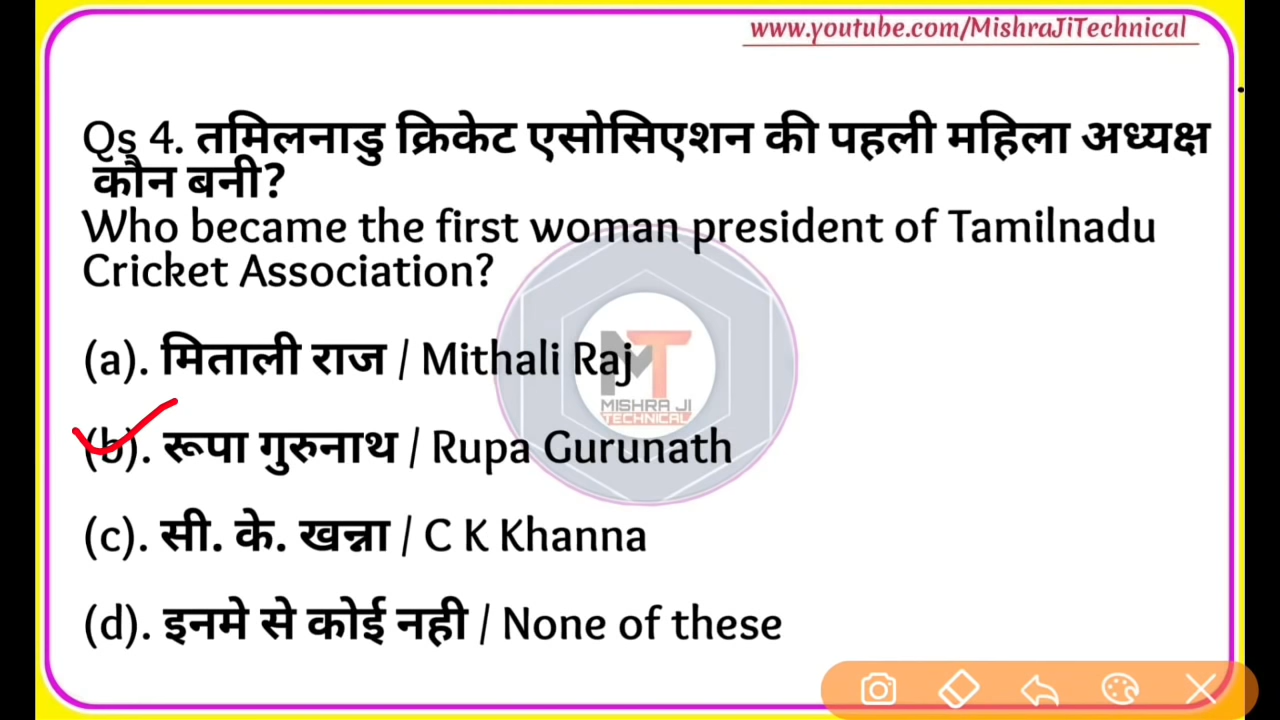 www.youtube.com/MishraJiTechnical
Qs 4. तमिलनाडु क्रिकेट एसोसिएशन की पहली महिला अध्यक्ष
कौन बनी?
Who became the first woman president of Tamilnadu
Cricket Association?
(a). मिताली राज / Mithali Raj
(b). रूपा गुरुनाथ / Rupa Gurunath
(c). सी. के. खन्ना / C K Khanna
(d). इनमे से कोई नही / None of these
MT
MISHRA JI
TECHNICAL